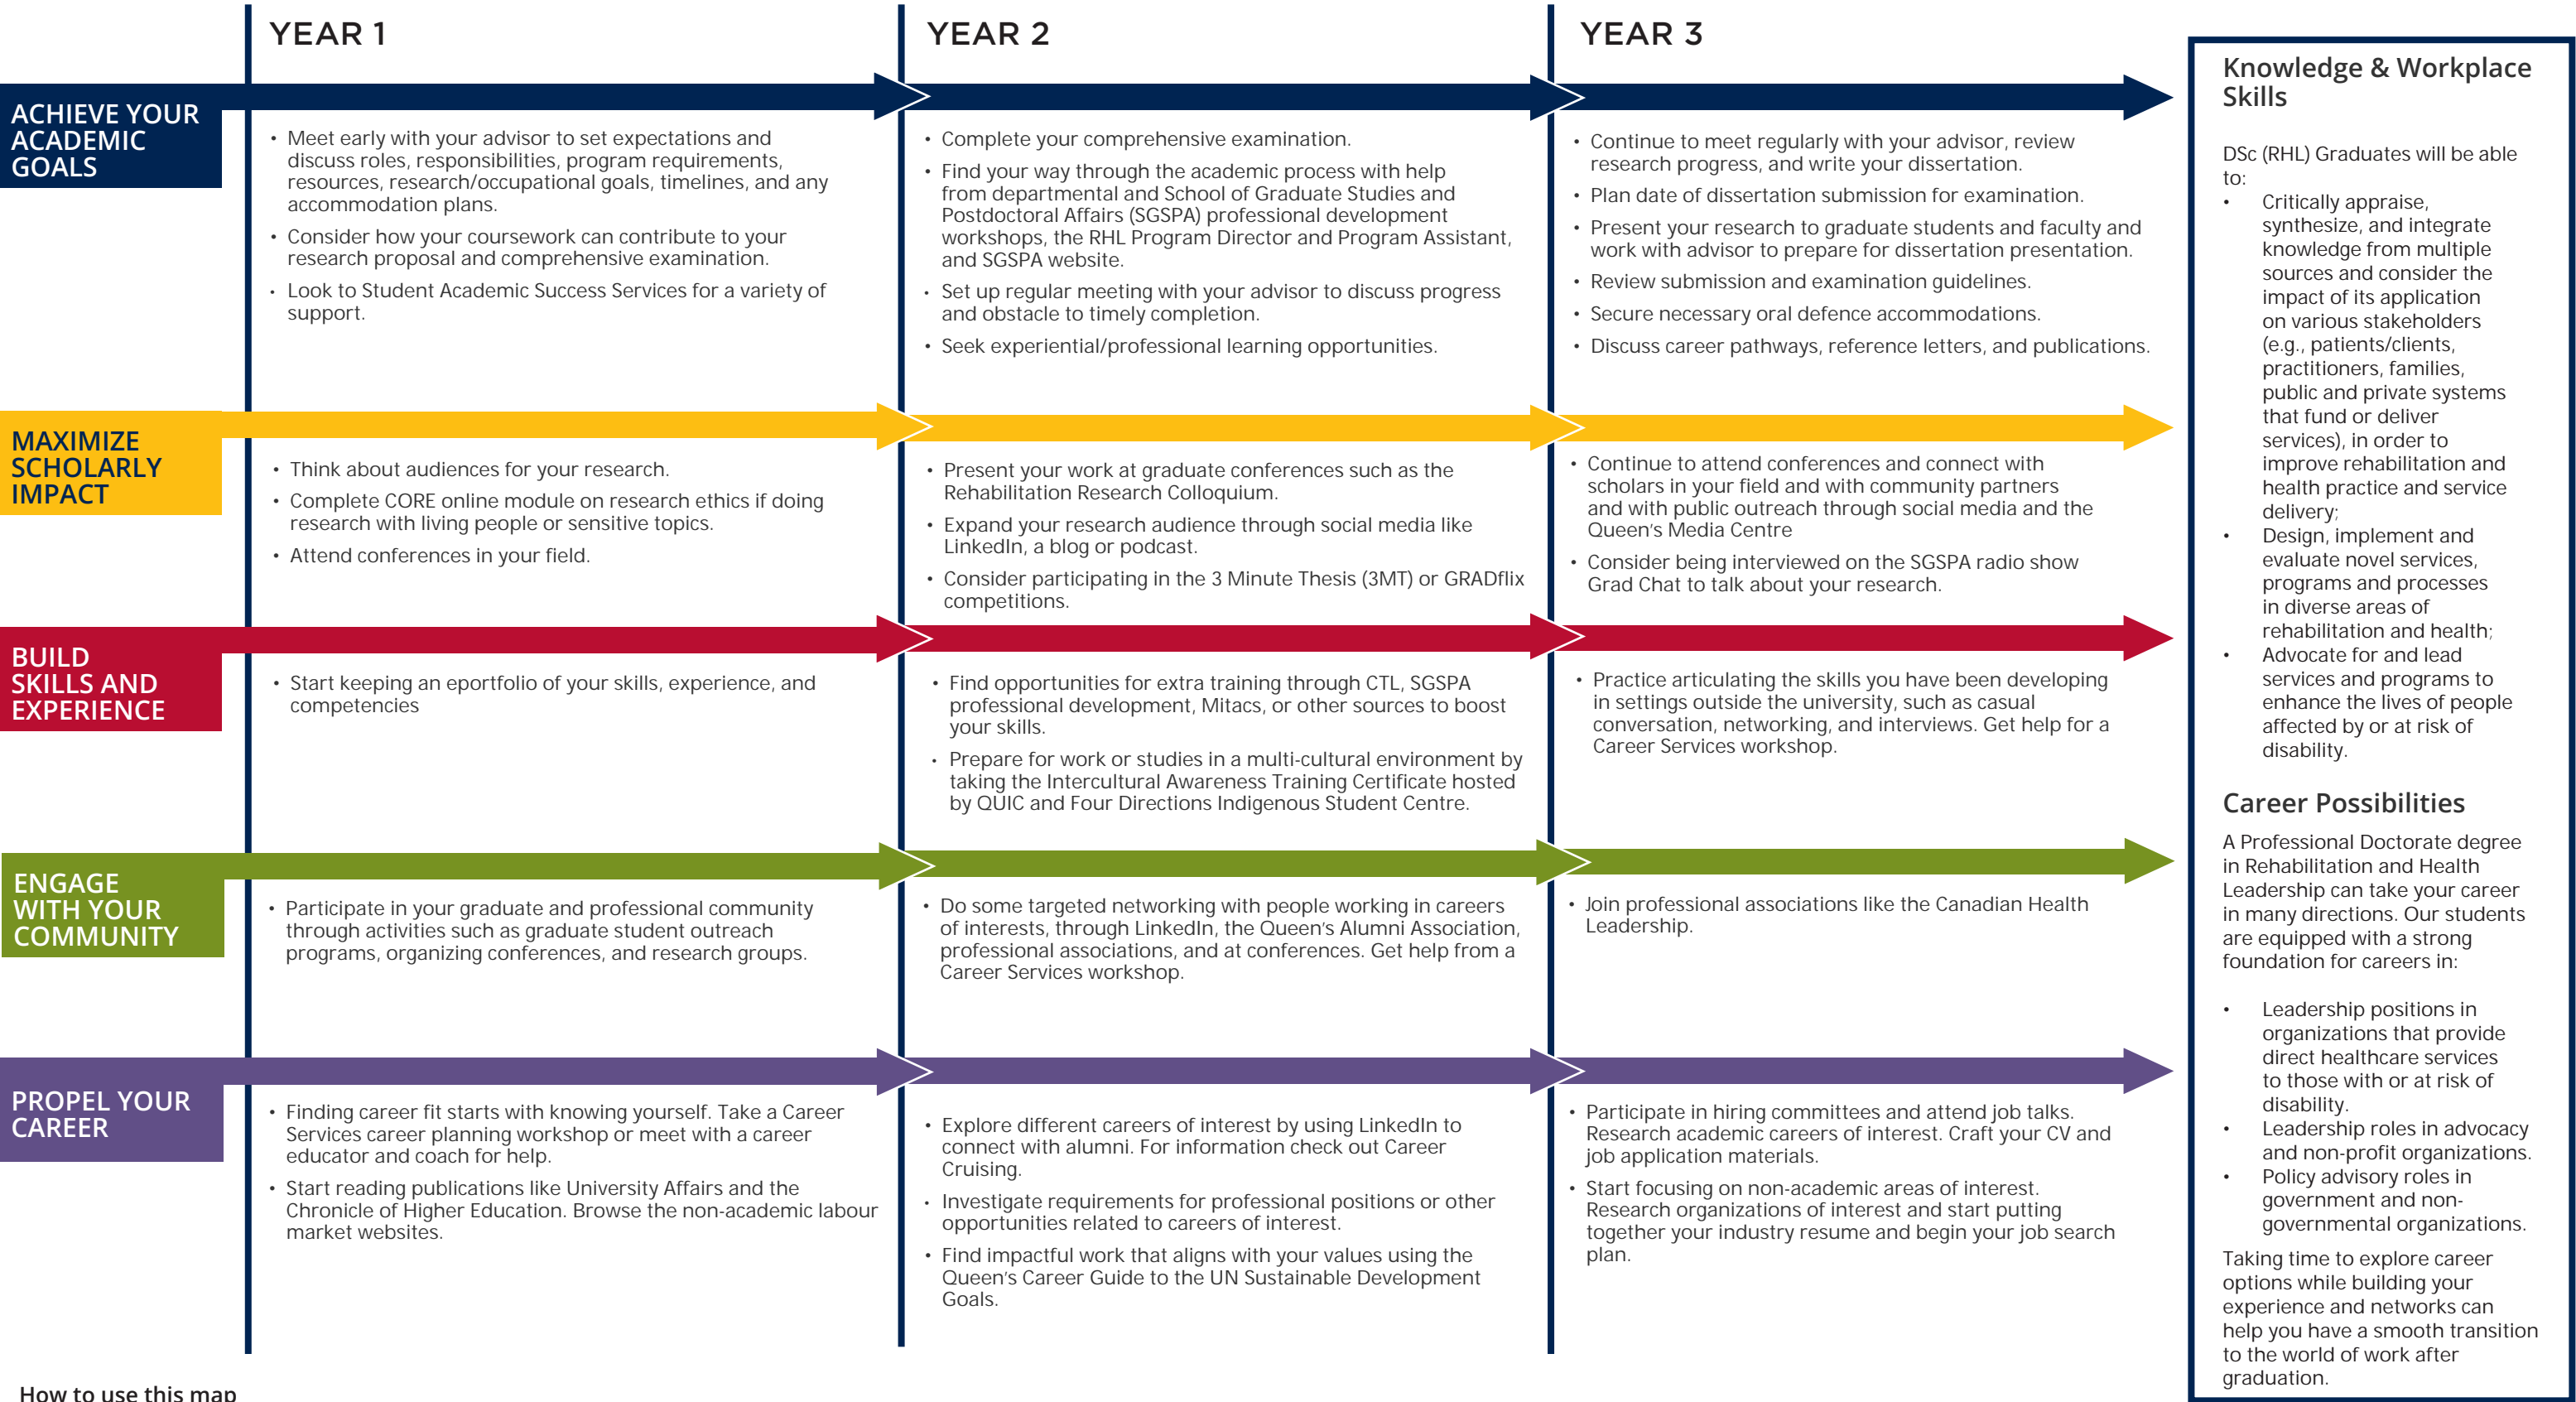 YEAR 1
YEAR 2
YEAR 3
ACHIEVE YOUR
ACADEMIC
GOALS
• Meet early with your advisor to set expectations and
discuss roles, responsibilities, program requirements,
resources, research/occupational goals, timelines, and any
accommodation plans.
• Consider how your coursework can contribute to your
research proposal and comprehensive examination.
• Look to Student Academic Success Services for a variety of
support.
• Complete your comprehensive examination.
• Find your way through the academic process with help
from departmental and School of Graduate Studies and
Postdoctoral Affairs (SGSPA) professional development
workshops, the RHL Program Director and Program Assistant,
and SGSPA website.
• Set up regular meeting with your advisor to discuss progress
and obstacle to timely completion.
• Seek experiential/professional learning opportunities.
• Continue to meet regularly with your advisor, review
research progress, and write your dissertation.
• Plan date of dissertation submission for examination.
• Present your research to graduate students and faculty and
work with advisor to prepare for dissertation presentation.
• Review submission and examination guidelines.
• Secure necessary oral defence accommodations.
• Discuss career pathways, reference letters, and publications.
MAXIMIZE
SCHOLARLY
IMPACT
• Think about audiences for your research.
• Complete CORE online module on research ethics if doing
research with living people or sensitive topics.
• Attend conferences in your field.
• Present your work at graduate conferences such as the
Rehabilitation Research Colloquium.
• Expand your research audience through social media like
LinkedIn, a blog or podcast.
• Consider participating in the 3 Minute Thesis (3MT) or GRADflix
competitions.
• Continue to attend conferences and connect with
scholars in your field and with community partners
and with public outreach through social media and the
Queen's Media Centre
• Consider being interviewed on the SGSPA radio show
Grad Chat to talk about your research.
BUILD
SKILLS AND
EXPERIENCE
• Start keeping an eportfolio of your skills, experience, and
competencies
• Find opportunities for extra training through CTL, SGSPA
professional development, Mitacs, or other sources to boost
your skills.
• Prepare for work or studies in a multi-cultural environment by
taking the Intercultural Awareness Training Certificate hosted
by QUIC and Four Directions Indigenous Student Centre.
• Practice articulating the skills you have been developing
in settings outside the university, such as casual
conversation, networking, and interviews. Get help for a
Career Services workshop.
ENGAGE
WITH YOUR
COMMUNITY
• Participate in your graduate and professional community
through activities such as graduate student outreach
programs, organizing conferences, and research groups.
• Do some targeted networking with people working in careers
of interests, through LinkedIn, the Queen's Alumni Association,
professional associations, and at conferences. Get help from a
Career Services workshop.
• Join professional associations like the Canadian Health
Leadership.
PROPEL YOUR
CAREER
• Finding career fit starts with knowing yourself. Take a Career
Services career planning workshop or meet with a career
educator and coach for help.
• Start reading publications like University Affairs and the
Chronicle of Higher Education. Browse the non-academic labour
market websites.
• Explore different careers of interest by using LinkedIn to
connect with alumni. For information check out Career
Cruising.
• Investigate requirements for professional positions or other
opportunities related to careers of interest.
• Find impactful work that aligns with your values using the
Queen's Career Guide to the UN Sustainable Development
Goals.
• Participate in hiring committees and attend job talks.
Research academic careers of interest. Craft your CV and
job application materials.
• Start focusing on non-academic areas of interest.
Research organizations of interest and start putting
together your industry resume and begin your job search
plan.
Knowledge & Workplace
Skills
DSc (RHL) Graduates will be able
to:
• Critically appraise,
synthesize, and integrate
knowledge from multiple
sources and consider the
impact of its application
on various stakeholders
(e.g., patients/clients,
practitioners, families,
public and private systems
that fund or deliver
services), in order to
improve rehabilitation and
health practice and service
delivery;
• Design, implement and
evaluate novel services,
programs and processes
in diverse areas of
rehabilitation and health;
• Advocate for and lead
services and programs to
enhance the lives of people
affected by or at risk of
disability.
Career Possibilities
A Professional Doctorate degree
in Rehabilitation and Health
Leadership can take your career
in many directions. Our students
are equipped with a strong
foundation for careers in:
• Leadership positions in
organizations that provide
direct healthcare services
to those with or at risk of
disability.
• Leadership roles in advocacy
and non-profit organizations.
• Policy advisory roles in
government and non-
governmental organizations.
Taking time to explore career
options while building your
experience and networks can
help you have a smooth transition
to the world of work after
graduation.
How to use this map